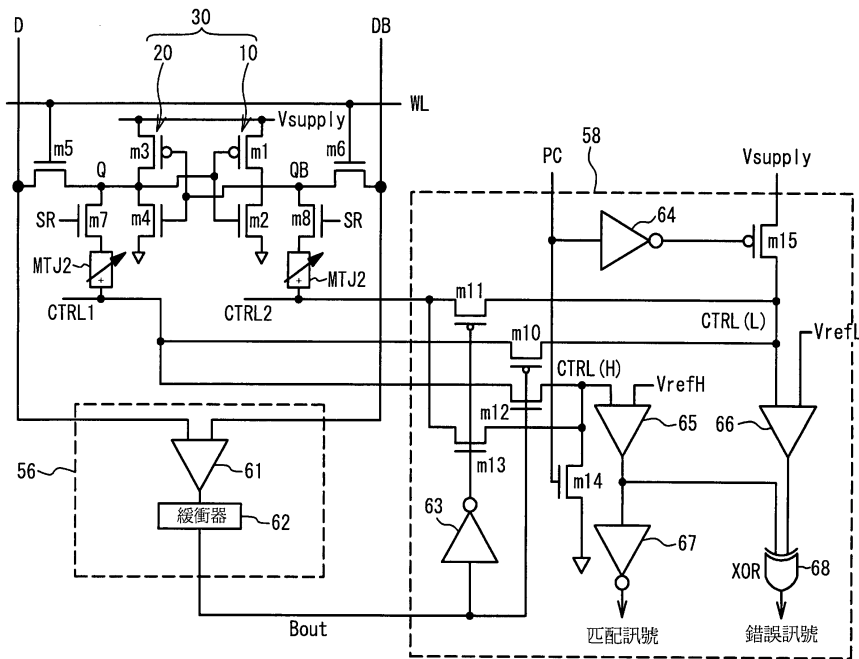 D
30
DB
20
10
WL
Vsupply
m5
m3
m1
m6
58
PC
Vsupply
Q
QB
64
m15
SR
m7
m4
m2
m8
SR
MTJ2
+
+
MTJ2
m11
CTRL1
CTRL2
m10
CTRL(L)
VrefL
CTRL(H)
VrefH
m12
65
66
56
61
m13
m14
緩衝器
62
63
67
XOR
68
Bout
匹配訊號
錯誤訊號